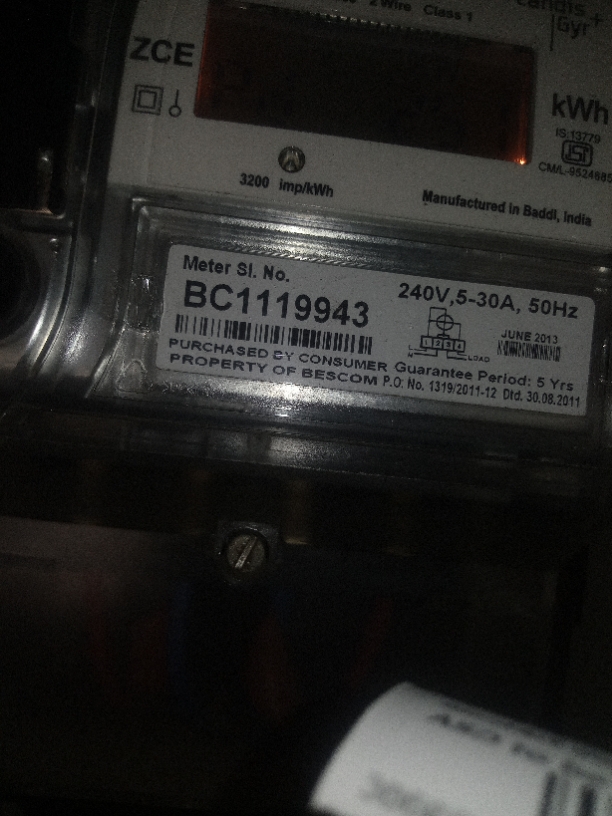 2 Wire Class 1
Landis +
Gyr
ZCE
kWh
IS:13779
3200 imp/kWh
Manufactured in Baddi, India
Meter Sl. No.
BC1119943
240V,5-30A, 50Hz
JUNE 2013
LOAD
PURCHASED BY CONSUMER Guarantee Period: 5 Yrs
PROPERTY OF BESCOM P.O. No. 1319/2011-12 Dtd. 30.08.2011